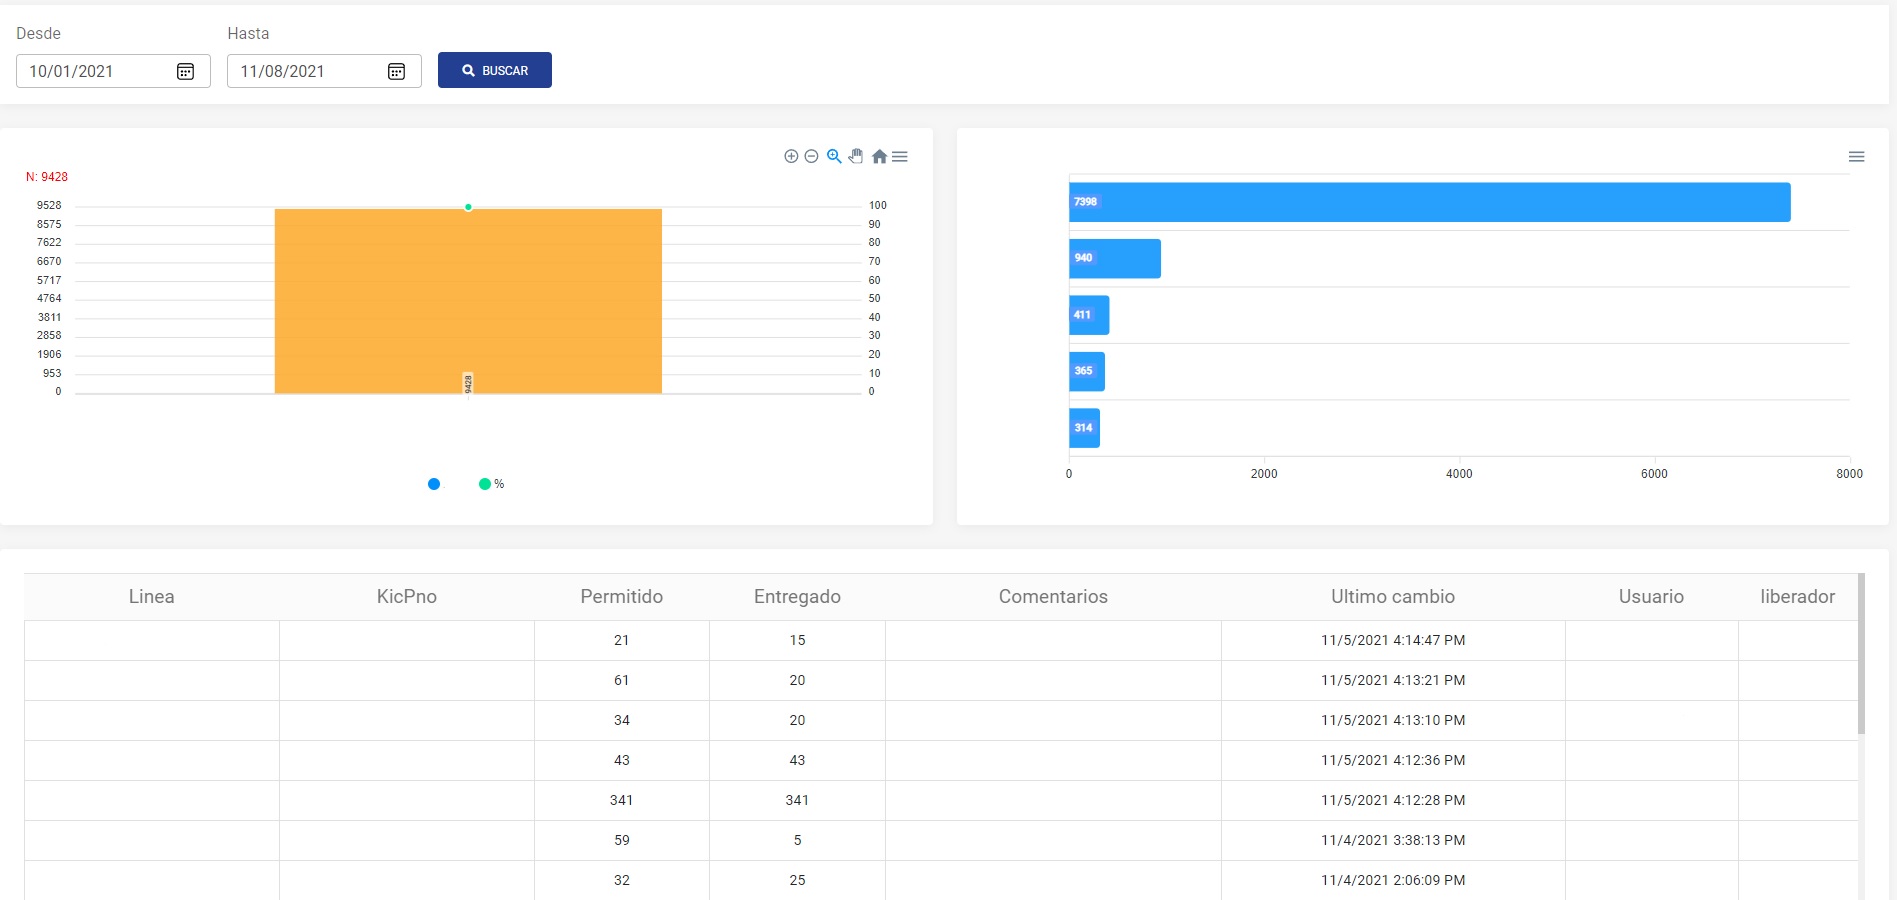 Desde Hasta
10/01/2021 11/08/2021 BUSCAR
N: 9428
9528 100
8575 90
7622 80
6670 70
5717 60
4764 50
3811 40
2858 30
1906 20
953 10
0 0
9428
%
7398
940
411
365
314
0 2000 4000 6000 8000
Linea KicPno Permitido Entregado Comentarios Ultimo cambio Usuario liberador
21 15 11/5/2021 4:14:47 PM
61 20 11/5/2021 4:13:21 PM
34 20 11/5/2021 4:13:10 PM
43 43 11/5/2021 4:12:36 PM
341 341 11/5/2021 4:12:28 PM
59 5 11/4/2021 3:38:13 PM
32 25 11/4/2021 2:06:09 PM